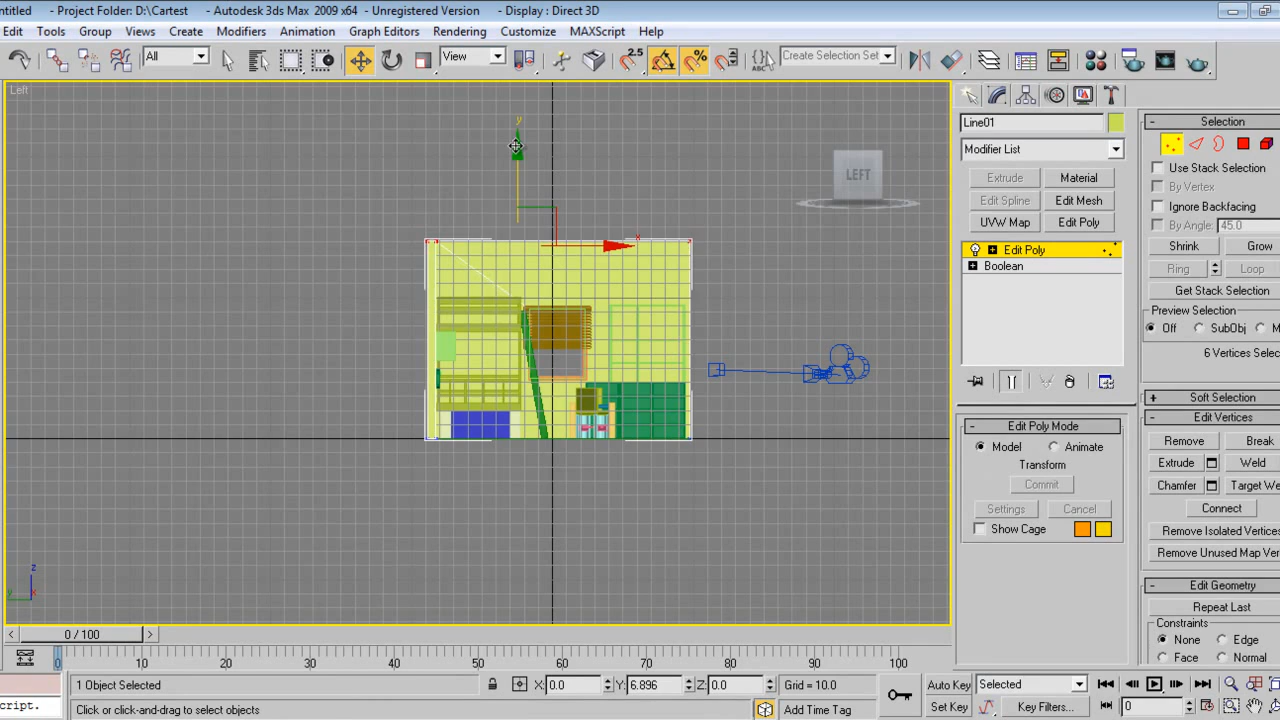 ntitled - Project Folder: D:\Cartest - Autodesk 3ds Max 2009 x64 - Unregistered Version - Display : Direct 3D
Edit Tools Group Views Create Modifiers Animation Graph Editors Rendering Customize MAXScript Help
All View 2.5 ABC Create Selection Set
Left
y
x
LEFT
z
y x
Line01
Modifier List
Extrude Material
Edit Spline Edit Mesh
UVW Map Edit Poly
Edit Poly
Boolean
Edit Poly Mode
Model Animate
Transform
Commit
Settings Cancel
Show Cage
Selection
Use Stack Selection
By Vertex
Ignore Backfacing
By Angle: 45.0
Shrink Grow
Ring Loop
Get Stack Selection
Preview Selection
Off SubObj M
6 Vertices Selec
Soft Selection
Edit Vertices
Remove Break
Extrude Weld
Chamfer Target We
Connect
Remove Isolated Vertices
Remove Unused Map Ver
Edit Geometry
Repeat Last
Constraints
None Edge
Face Normal
< 0 / 100 >
0 10 20 30 40 50 60 70 80 90 100
1 Object Selected X: 0.0 Y: 6.896 Z: 0.0 Grid = 10.0 Auto Key Selected
cript. Click or click-and-drag to select objects Add Time Tag Set Key Key Filters... 0